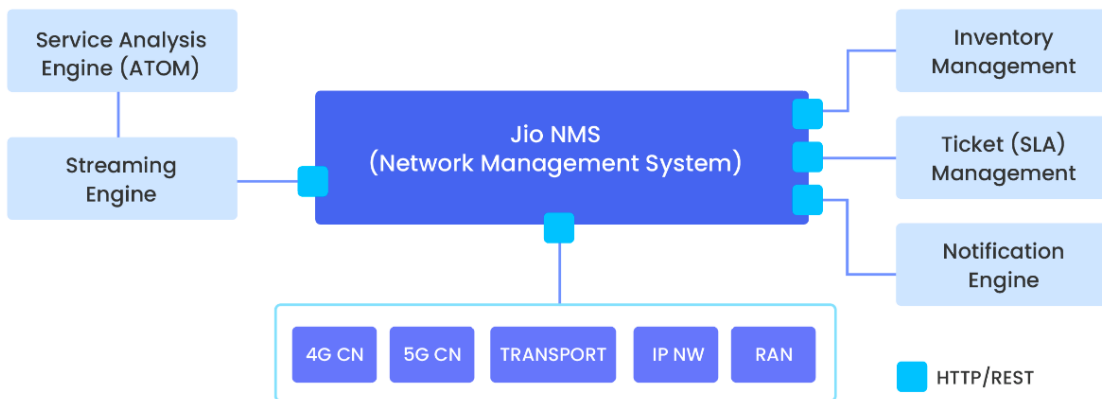 Service Analysis
Engine (ATOM)
Streaming
Engine
Jio NMS
(Network Management System)
Inventory
Management
Ticket (SLA)
Management
Notification
Engine
4G CN
5G CN
TRANSPORT
IP NW
RAN
HTTP/REST